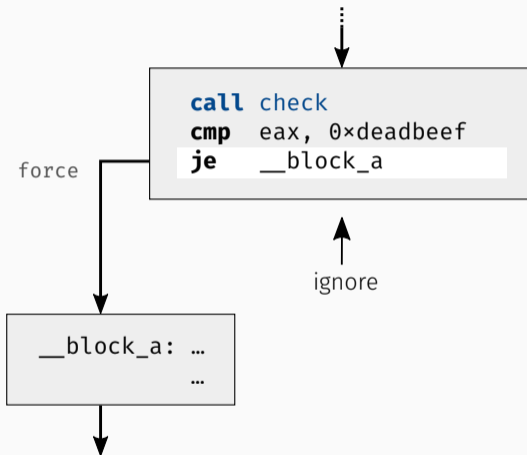 call check
cmp eax, 0×deadbeef
je __block_a
force
ignore
__block_a: …
…